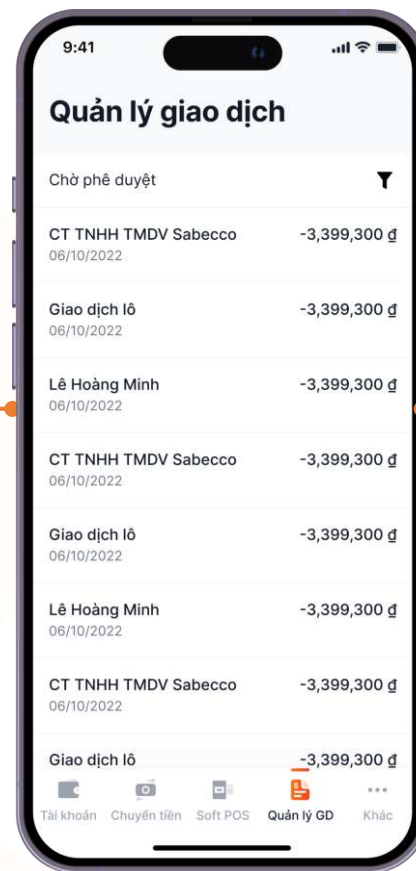 9:41
Quản lý giao dịch
Chờ phê duyệt
CT TNHH TMDV Sabecco -3,399,300 ₫
06/10/2022
Giao dịch lô -3,399,300 ₫
06/10/2022
Lê Hoàng Minh -3,399,300 ₫
06/10/2022
CT TNHH TMDV Sabecco -3,399,300 ₫
06/10/2022
Giao dịch lô -3,399,300 ₫
06/10/2022
Lê Hoàng Minh -3,399,300 ₫
06/10/2022
CT TNHH TMDV Sabecco -3,399,300 ₫
06/10/2022
Giao dịch lô -3,399,300 ₫
Tài khoản Chuyển tiền Soft POS Quản lý GD Khác